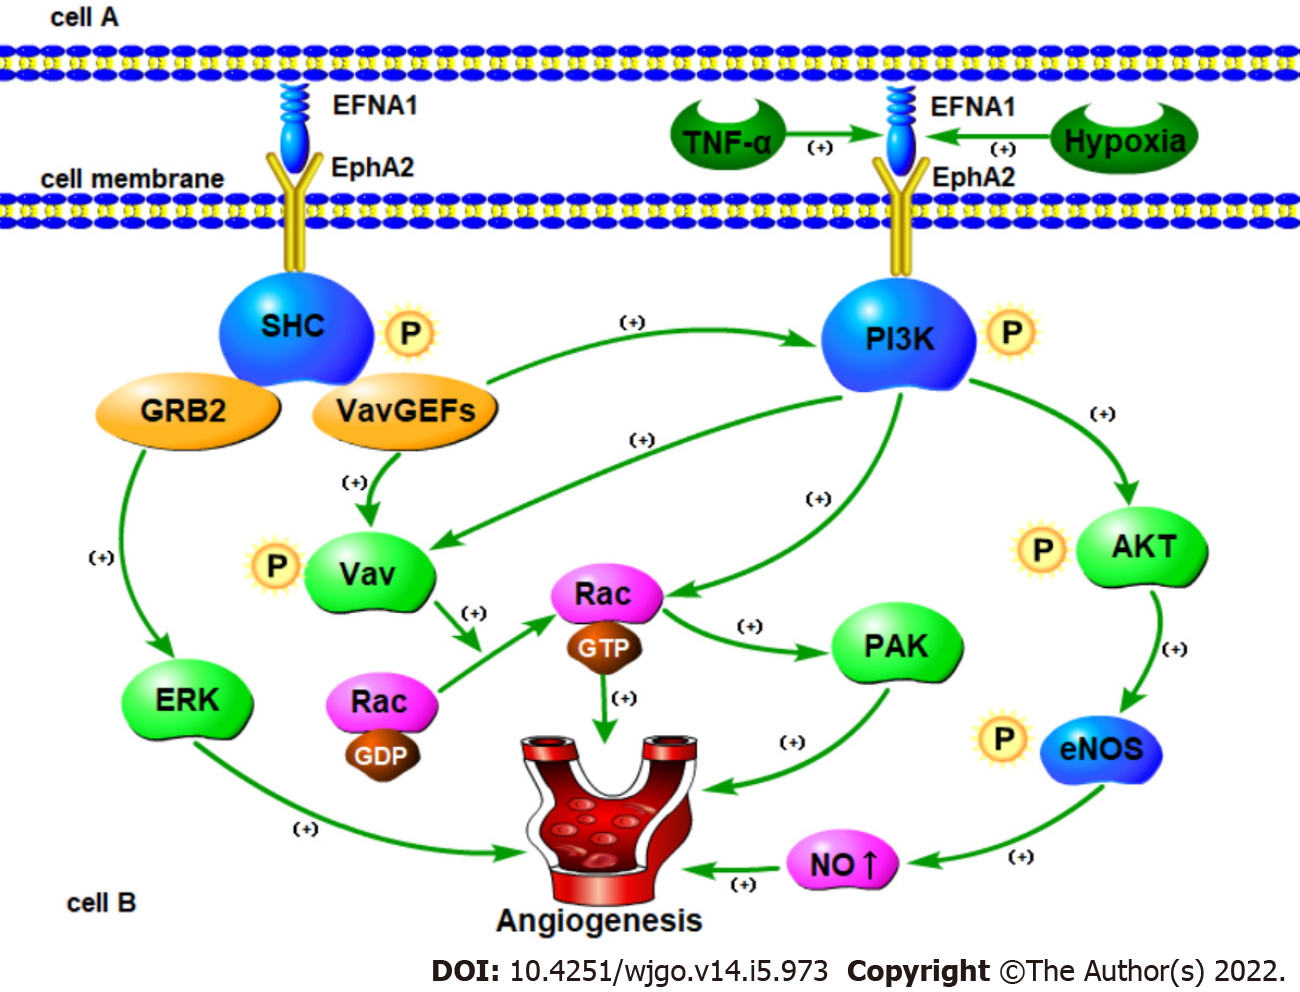 cell A
EFNA1
EphA2
cell membrane
TNF-α
(+)
EFNA1
(+)
Hypoxia
EphA2
SHC
P
GRB2
VavGEFs
(+)
PI3K
P
(+)
(+)
(+)
(+)
(+)
P
Vav
(+)
P
AKT
Rac
GTP
(+)
PAK
(+)
ERK
Rac
GDP
(+)
(+)
P
eNOS
(+)
(+)
NO↑
(+)
Angiogenesis
cell B
DOI: 10.4251/wjgo.v14.i5.973 Copyright ©The Author(s) 2022.